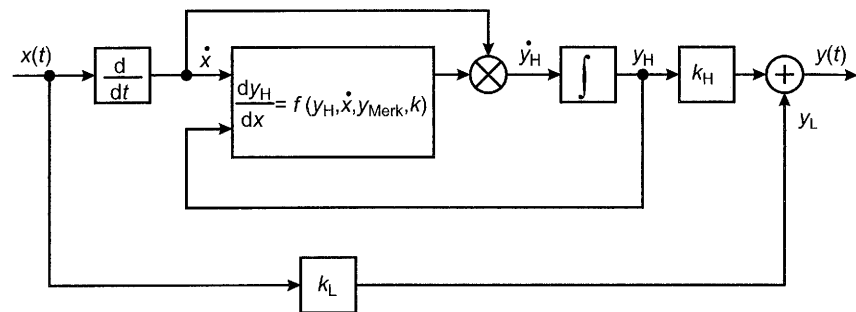 x(t)
d
dt
ẋ
dy_H
dx
= f (y_H, ẋ, y_Merk, k)
ẏ_H
∫
y_H
k_H
y(t)
y_L
k_L